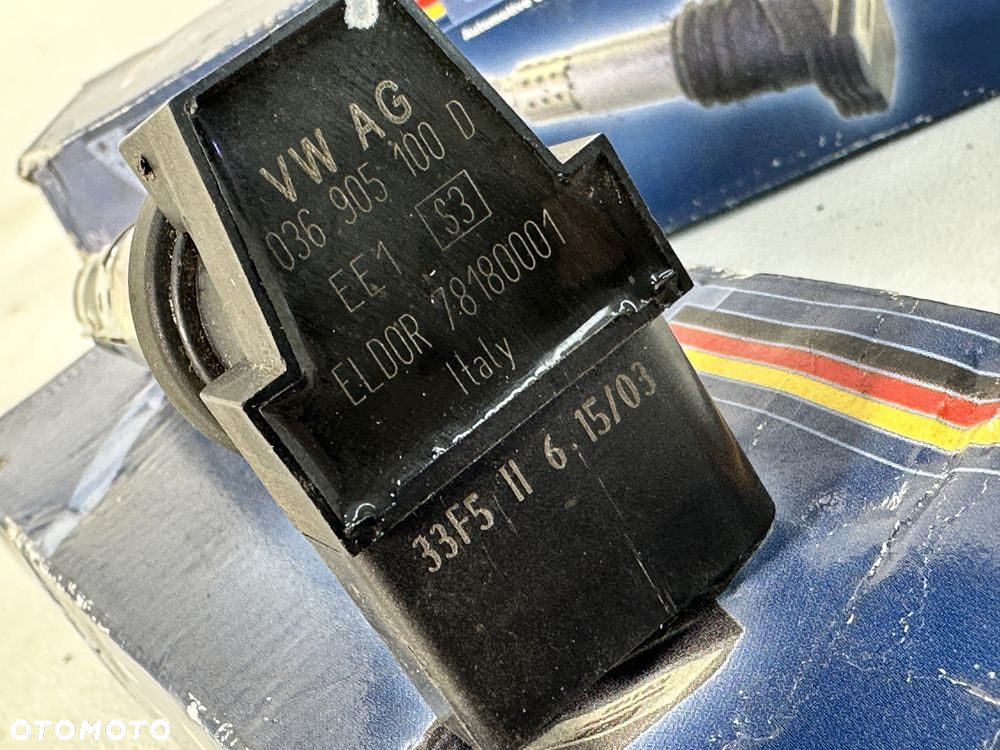 VW AG
036 905 100 D
EE1 S3
ELDOR 78180001
Italy
33F5 II 6 15/03
OTOMOTO